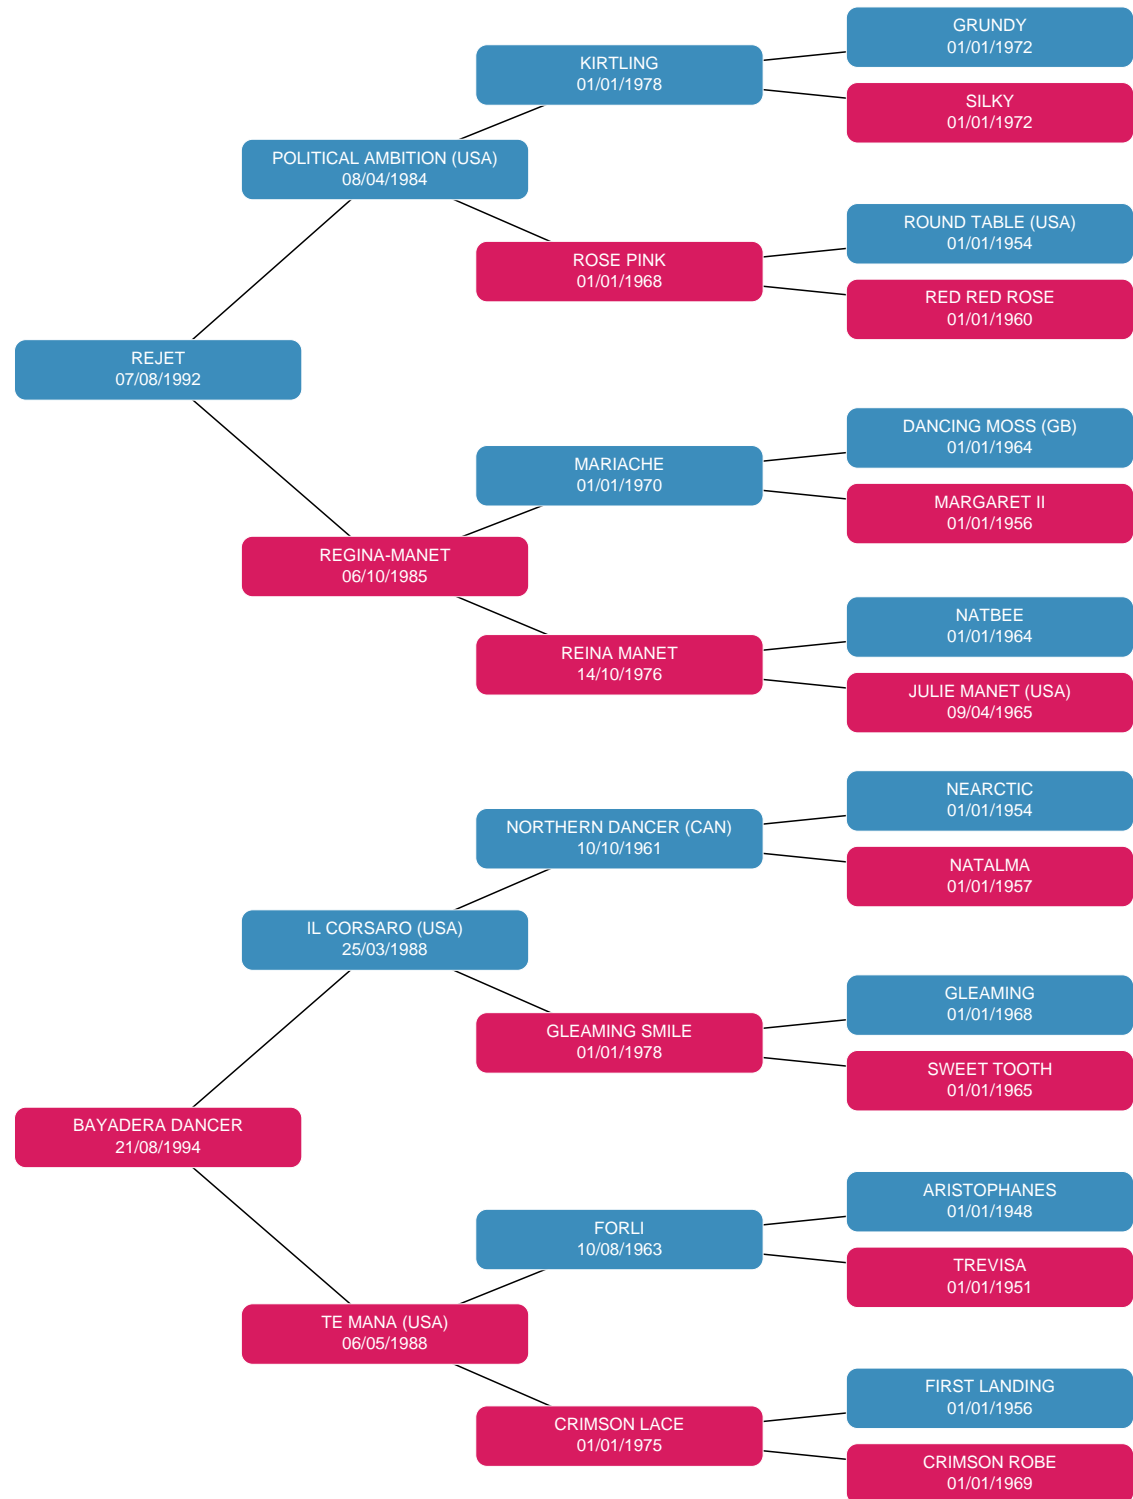 GRUNDY
01/01/1972
KIRTLING
01/01/1978
SILKY
01/01/1972
POLITICAL AMBITION (USA)
08/04/1984
ROUND TABLE (USA)
01/01/1954
ROSE PINK
01/01/1968
RED RED ROSE
01/01/1960
REJET
07/08/1992
DANCING MOSS (GB)
01/01/1964
MARIACHE
01/01/1970
MARGARET II
01/01/1956
REGINA-MANET
06/10/1985
NATBEE
01/01/1964
REINA MANET
14/10/1976
JULIE MANET (USA)
09/04/1965
NEARCTIC
01/01/1954
NORTHERN DANCER (CAN)
10/10/1961
NATALMA
01/01/1957
IL CORSARO (USA)
25/03/1988
GLEAMING
01/01/1968
GLEAMING SMILE
01/01/1978
SWEET TOOTH
01/01/1965
BAYADERA DANCER
21/08/1994
ARISTOPHANES
01/01/1948
FORLI
10/08/1963
TREVISA
01/01/1951
TE MANA (USA)
06/05/1988
FIRST LANDING
01/01/1956
CRIMSON LACE
01/01/1975
CRIMSON ROBE
01/01/1969